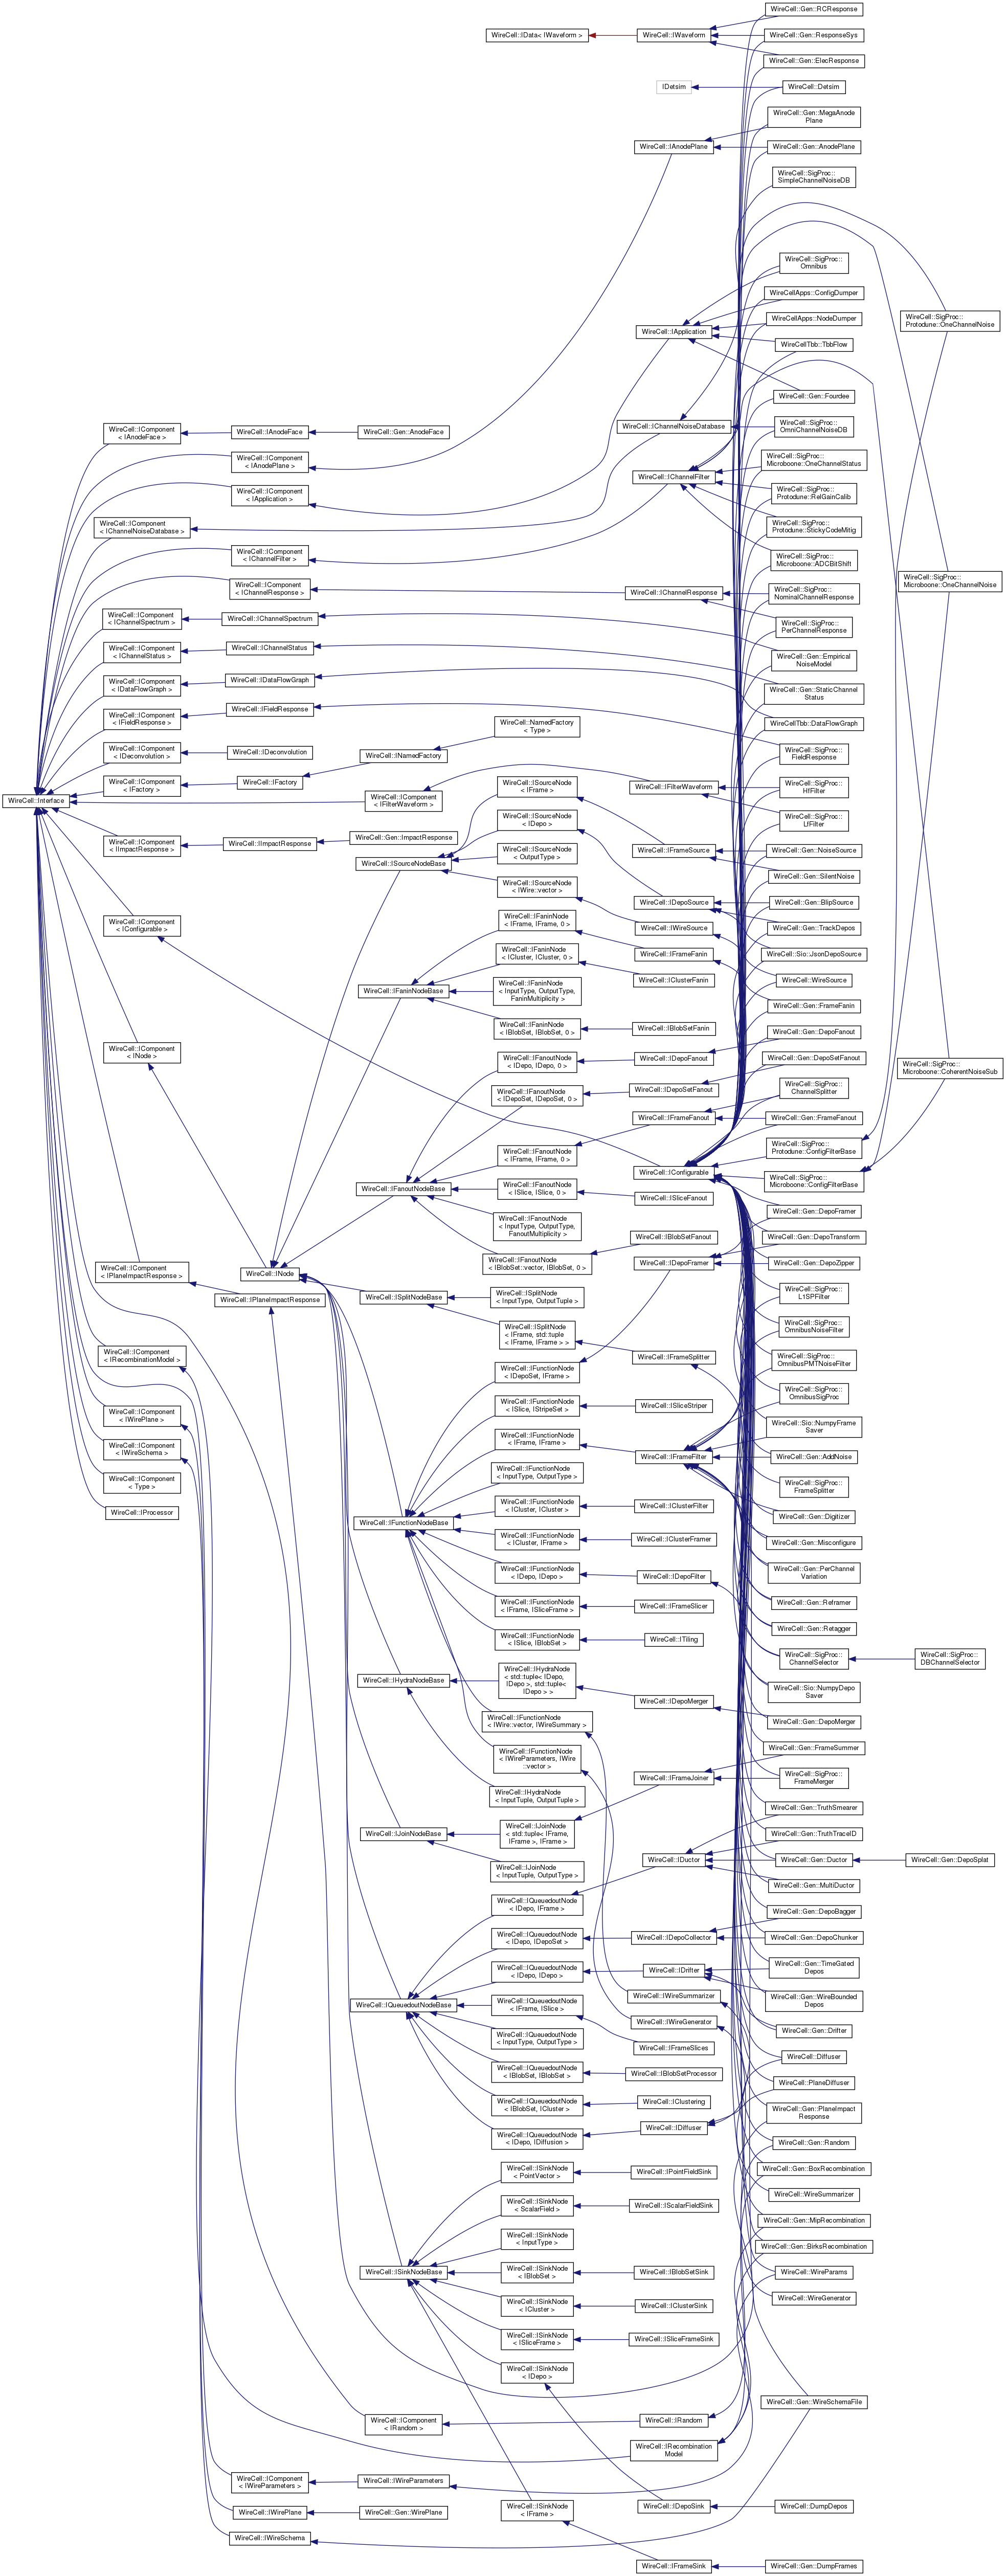 WireCell::Interface
WireCell::IComponent
< IAnodeFace >
WireCell::IComponent
< IAnodePlane >
WireCell::IComponent
< IApplication >
WireCell::IComponent
< IChannelNoiseDatabase >
WireCell::IComponent
< IChannelFilter >
WireCell::IComponent
< IChannelResponse >
WireCell::IComponent
< IChannelSpectrum >
WireCell::IComponent
< IChannelStatus >
WireCell::IComponent
< IDataFlowGraph >
WireCell::IComponent
< IFieldResponse >
WireCell::IComponent
< IDeconvolution >
WireCell::IComponent
< IFactory >
WireCell::IComponent
< IFilterWaveform >
WireCell::IComponent
< IImpactResponse >
WireCell::IComponent
< IConfigurable >
WireCell::IComponent
< INode >
WireCell::IComponent
< IPlaneImpactResponse >
WireCell::IComponent
< IRecombinationModel >
WireCell::IComponent
< IWirePlane >
WireCell::IComponent
< IWireSchema >
WireCell::IComponent
< Type >
WireCell::IProcessor
WireCell::IComponent
< IRandom >
WireCell::IComponent
< IWireParameters >
WireCell::IWirePlane
WireCell::IWireSchema
WireCell::IAnodeFace
WireCell::Gen::AnodeFace
WireCell::IChannelSpectrum
WireCell::IChannelStatus
WireCell::IDataFlowGraph
WireCell::IFieldResponse
WireCell::IDeconvolution
WireCell::IFactory
WireCell::INamedFactory
WireCell::NamedFactory
< Type >
WireCell::IImpactResponse
WireCell::Gen::ImpactResponse
WireCell::INode
WireCell::IPlaneImpactResponse
WireCell::IWireParameters
WireCell::Gen::WirePlane
WireCell::ISourceNodeBase
WireCell::IFaninNodeBase
WireCell::IFanoutNodeBase
WireCell::ISplitNodeBase
WireCell::IFunctionNodeBase
WireCell::IHydraNodeBase
WireCell::IJoinNodeBase
WireCell::IQueuedoutNodeBase
WireCell::ISinkNodeBase
WireCell::IData< IWaveform >
WireCell::ISourceNode
< IFrame >
WireCell::ISourceNode
< IDepo >
WireCell::ISourceNode
< OutputType >
WireCell::ISourceNode
< IWire::vector >
WireCell::IFaninNode
< IFrame, IFrame, 0 >
WireCell::IFaninNode
< ICluster, ICluster, 0 >
WireCell::IFaninNode
< InputType, OutputType,
FaninMultiplicity >
WireCell::IFaninNode
< IBlobSet, IBlobSet, 0 >
WireCell::IFanoutNode
< IDepo, IDepo, 0 >
WireCell::IFanoutNode
< IDepoSet, IDepoSet, 0 >
WireCell::IFanoutNode
< IFrame, IFrame, 0 >
WireCell::IFanoutNode
< ISlice, ISlice, 0 >
WireCell::IFanoutNode
< InputType, OutputType,
FanoutMultiplicity >
WireCell::IFanoutNode
< IBlobSet::vector, IBlobSet, 0 >
WireCell::ISplitNode
< InputType, OutputTuple >
WireCell::ISplitNode
< IFrame, std::tuple
< IFrame, IFrame > >
WireCell::IFunctionNode
< IDepoSet, IFrame >
WireCell::IFunctionNode
< ISlice, IStripeSet >
WireCell::IFunctionNode
< IFrame, IFrame >
WireCell::IFunctionNode
< InputType, OutputType >
WireCell::IFunctionNode
< ICluster, ICluster >
WireCell::IFunctionNode
< ICluster, IFrame >
WireCell::IFunctionNode
< IDepo, IDepo >
WireCell::IFunctionNode
< IFrame, ISliceFrame >
WireCell::IFunctionNode
< ISlice, IBlobSet >
WireCell::IHydraNode
< std::tuple< IDepo,
IDepo >, std::tuple<
IDepo > >
WireCell::IFunctionNode
< IWire::vector, IWireSummary >
WireCell::IFunctionNode
< IWireParameters, IWire
::vector >
WireCell::IHydraNode
< InputTuple, OutputTuple >
WireCell::IJoinNode
< std::tuple< IFrame,
IFrame >, IFrame >
WireCell::IJoinNode
< InputTuple, OutputType >
WireCell::IQueuedoutNode
< IDepo, IFrame >
WireCell::IQueuedoutNode
< IDepo, IDepoSet >
WireCell::IQueuedoutNode
< IDepo, IDepo >
WireCell::IQueuedoutNode
< IFrame, ISlice >
WireCell::IQueuedoutNode
< InputType, OutputType >
WireCell::IQueuedoutNode
< IBlobSet, IBlobSet >
WireCell::IQueuedoutNode
< IBlobSet, ICluster >
WireCell::IQueuedoutNode
< IDepo, IDiffusion >
WireCell::ISinkNode
< PointVector >
WireCell::ISinkNode
< ScalarField >
WireCell::ISinkNode
< InputType >
WireCell::ISinkNode
< IBlobSet >
WireCell::ISinkNode
< ICluster >
WireCell::ISinkNode
< ISliceFrame >
WireCell::ISinkNode
< IDepo >
WireCell::ISinkNode
< IFrame >
WireCell::IWaveform
IDetsim
WireCell::IAnodePlane
WireCell::IApplication
WireCell::IChannelNoiseDatabase
WireCell::IChannelFilter
WireCell::IChannelResponse
WireCell::IFilterWaveform
WireCell::IFrameSource
WireCell::IDepoSource
WireCell::IWireSource
WireCell::IFrameFanin
WireCell::IClusterFanin
WireCell::IBlobSetFanin
WireCell::IDepoFanout
WireCell::IDepoSetFanout
WireCell::IFrameFanout
WireCell::IConfigurable
WireCell::ISliceFanout
WireCell::IBlobSetFanout
WireCell::IDepoFramer
WireCell::IFrameSplitter
WireCell::ISliceStriper
WireCell::IFrameFilter
WireCell::IClusterFilter
WireCell::IClusterFramer
WireCell::IDepoFilter
WireCell::IFrameSlicer
WireCell::ITiling
WireCell::IDepoMerger
WireCell::IFrameJoiner
WireCell::IDuctor
WireCell::IDepoCollector
WireCell::IDrifter
WireCell::IWireSummarizer
WireCell::IWireGenerator
WireCell::IFrameSlices
WireCell::IBlobSetProcessor
WireCell::IClustering
WireCell::IDiffuser
WireCell::IPointFieldSink
WireCell::IScalarFieldSink
WireCell::IBlobSetSink
WireCell::IClusterSink
WireCell::ISliceFrameSink
WireCell::IRandom
WireCell::IRecombination
Model
WireCell::IDepoSink
WireCell::IFrameSink
WireCell::Gen::RCResponse
WireCell::Gen::ResponseSys
WireCell::Gen::ElecResponse
WireCell::Detsim
WireCell::Gen::MegaAnode
Plane
WireCell::Gen::AnodePlane
WireCell::SigProc::
SimpleChannelNoiseDB
WireCell::SigProc::
Omnibus
WireCellApps::ConfigDumper
WireCellApps::NodeDumper
WireCellTbb::TbbFlow
WireCell::Gen::Fourdee
WireCell::SigProc::
OmniChannelNoiseDB
WireCell::SigProc::
Microboone::OneChannelStatus
WireCell::SigProc::
Protodune::RelGainCalib
WireCell::SigProc::
Protodune::StickyCodeMitig
WireCell::SigProc::
Microboone::ADCBitShift
WireCell::SigProc::
NominalChannelResponse
WireCell::SigProc::
PerChannelResponse
WireCell::Gen::Empirical
NoiseModel
WireCell::Gen::StaticChannel
Status
WireCellTbb::DataFlowGraph
WireCell::SigProc::
FieldResponse
WireCell::SigProc::
HfFilter
WireCell::SigProc::
LfFilter
WireCell::Gen::NoiseSource
WireCell::Gen::SilentNoise
WireCell::Gen::BlipSource
WireCell::Gen::TrackDepos
WireCell::Sio::JsonDepoSource
WireCell::WireSource
WireCell::Gen::FrameFanin
WireCell::Gen::DepoFanout
WireCell::Gen::DepoSetFanout
WireCell::SigProc::
ChannelSplitter
WireCell::Gen::FrameFanout
WireCell::SigProc::
Protodune::ConfigFilterBase
WireCell::SigProc::
Microboone::ConfigFilterBase
WireCell::Gen::DepoFramer
WireCell::Gen::DepoTransform
WireCell::Gen::DepoZipper
WireCell::SigProc::
L1SPFilter
WireCell::SigProc::
OmnibusNoiseFilter
WireCell::SigProc::
OmnibusPMTNoiseFilter
WireCell::SigProc::
OmnibusSigProc
WireCell::Sio::NumpyFrame
Saver
WireCell::Gen::AddNoise
WireCell::SigProc::
FrameSplitter
WireCell::Gen::Digitizer
WireCell::Gen::Misconfigure
WireCell::Gen::PerChannel
Variation
WireCell::Gen::Reframer
WireCell::Gen::Retagger
WireCell::SigProc::
ChannelSelector
WireCell::Sio::NumpyDepo
Saver
WireCell::Gen::DepoMerger
WireCell::Gen::FrameSummer
WireCell::SigProc::
FrameMerger
WireCell::Gen::TruthSmearer
WireCell::Gen::TruthTraceID
WireCell::Gen::Ductor
WireCell::Gen::MultiDuctor
WireCell::Gen::DepoBagger
WireCell::Gen::DepoChunker
WireCell::Gen::TimeGated
Depos
WireCell::Gen::WireBounded
Depos
WireCell::Gen::Drifter
WireCell::Diffuser
WireCell::PlaneDiffuser
WireCell::Gen::PlaneImpact
Response
WireCell::Gen::Random
WireCell::Gen::BoxRecombination
WireCell::WireSummarizer
WireCell::Gen::MipRecombination
WireCell::Gen::BirksRecombination
WireCell::WireParams
WireCell::WireGenerator
WireCell::Gen::WireSchemaFile
WireCell::DumpDepos
WireCell::Gen::DumpFrames
WireCell::SigProc::
Protodune::OneChannelNoise
WireCell::SigProc::
Microboone::OneChannelNoise
WireCell::SigProc::
Microboone::CoherentNoiseSub
WireCell::SigProc::
DBChannelSelector
WireCell::Gen::DepoSplat